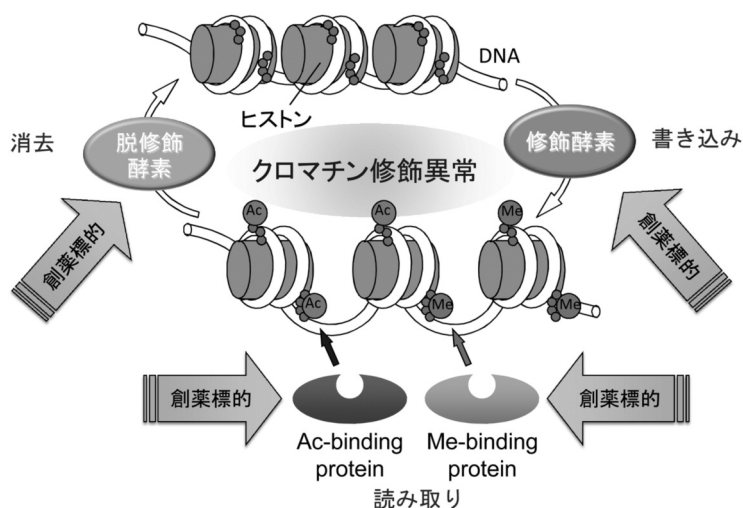 DNA
ヒストン
消去
脱修飾
酵素
修飾酵素
書き込み
クロマチン修飾異常
創薬標的
創薬標的
Ac
Ac
Me
Ac
Me
Me
創薬標的
創薬標的
Ac-binding
protein
Me-binding
protein
読み取り